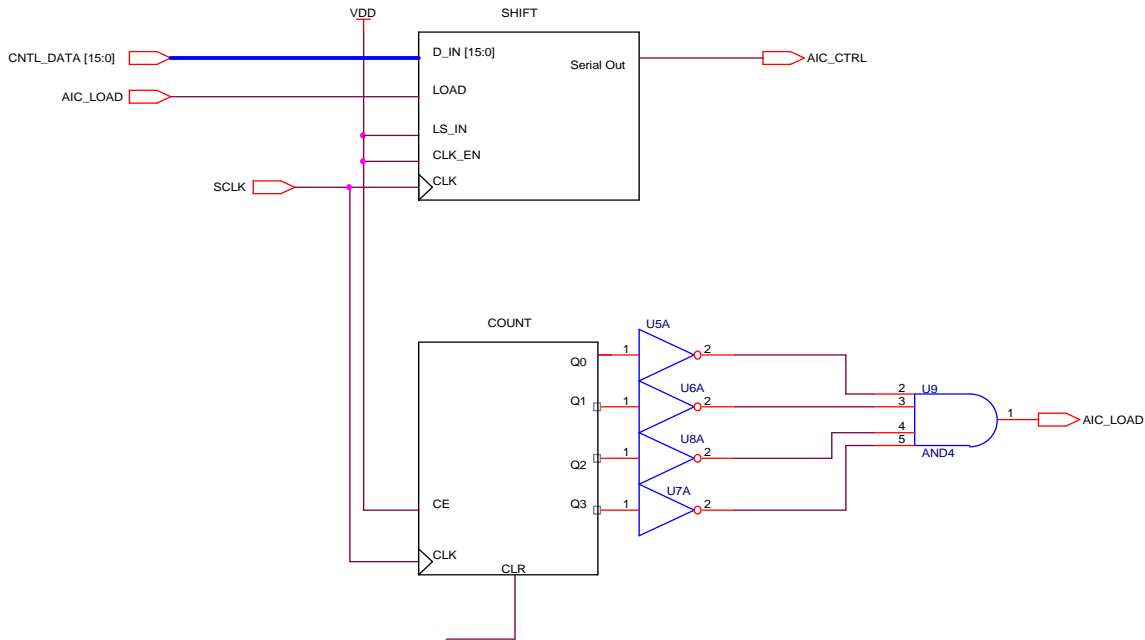 VDD
SHIFT
CNTL_DATA [15:0]
D_IN [15:0]
Serial Out
AIC_CTRL
AIC_LOAD
LOAD
LS_IN
CLK_EN
SCLK
CLK
COUNT
U5A
Q0
1
2
U6A
Q1
1
2
U8A
Q2
1
2
U7A
Q3
1
2
U9
2
3
4
5
1
AND4
AIC_LOAD
CE
CLK
CLR